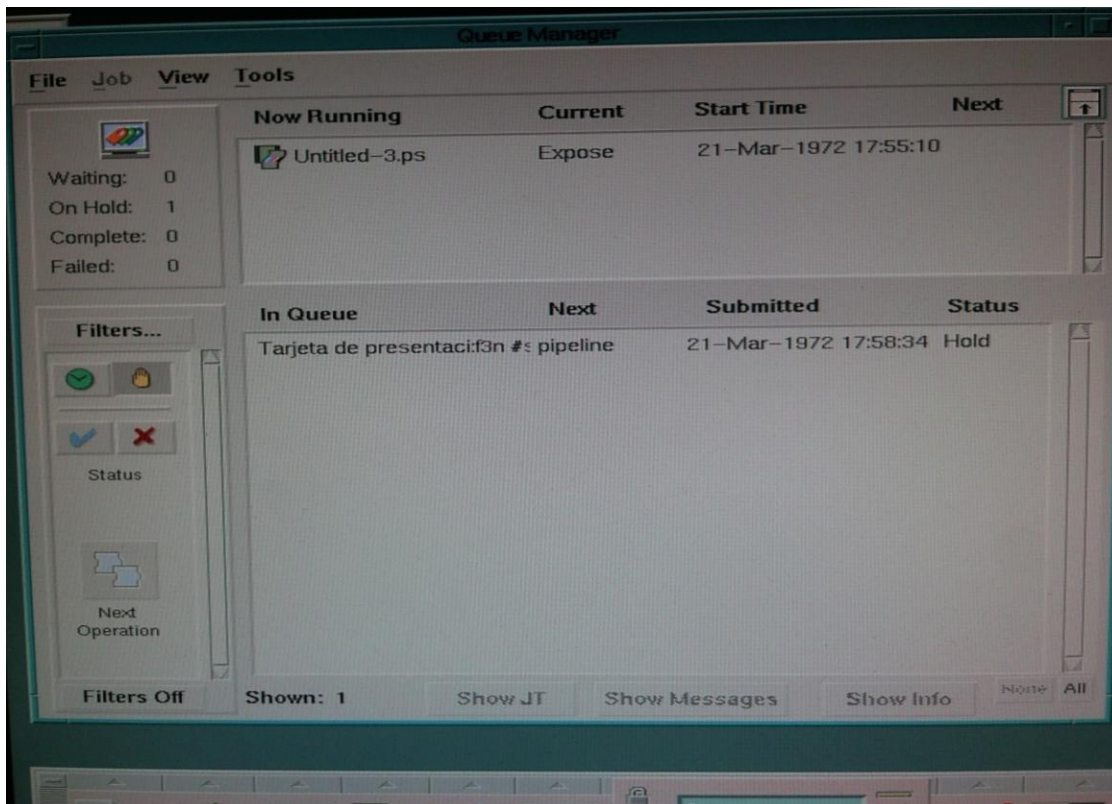 Queue Manager
File Job View Tools
Now Running Current Start Time Next
Untitled-3.ps Expose 21-Mar-1972 17:55:10
Waiting: 0
On Hold: 1
Complete: 0
Failed: 0
In Queue Next Submitted Status
Tarjeta de presentaci:f3n #s pipeline 21-Mar-1972 17:58:34 Hold
Filters...
Status
Next
Operation
Filters Off
Shown: 1 Show JT Show Messages Show Info None All